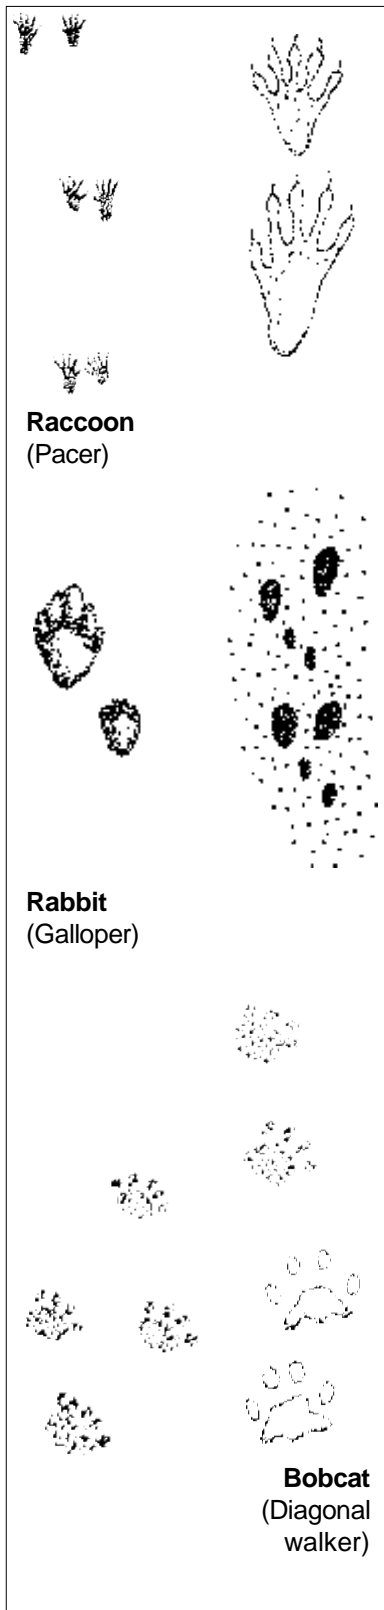 Raccoon
(Pacer)
Rabbit
(Galloper)
Bobcat
(Diagonal
walker)